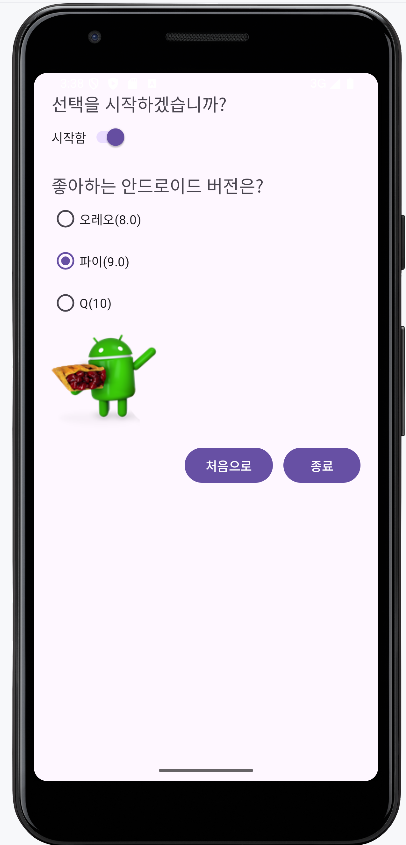 선택을 시작하겠습니까?
시작함
좋아하는 안드로이드 버전은?
오레오(8.0)
파이(9.0)
Q(10)
처음으로
종료